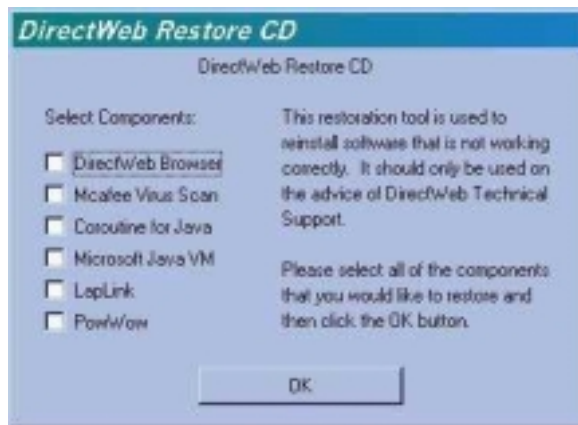 DirectWeb Restore CD
DirectWeb Restore CD
Select Components:
DirectWeb Browser
Mcafee Virus Scan
Coroutine for Java
Microsoft Java VM
LapLink
PowWow
This restoration tool is used to
reinstall software that is not working
correctly. It should only be used on
the advice of DirectWeb Technical
Support.
Please select all of the components
that you would like to restore and
then click the OK button.
OK